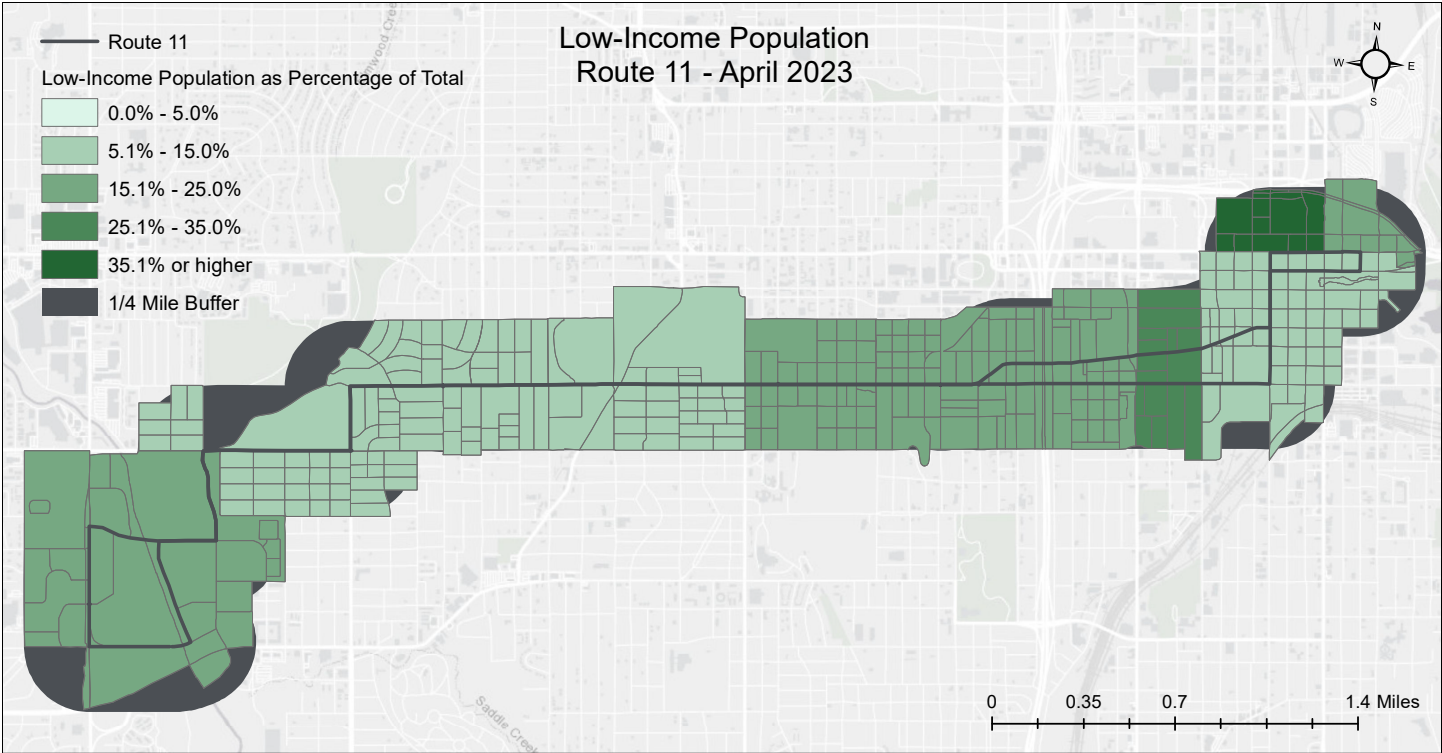 Low-Income Population
Route 11 - April 2023
Route 11
Low-Income Population as Percentage of Total
0.0% - 5.0%
5.1% - 15.0%
15.1% - 25.0%
25.1% - 35.0%
35.1% or higher
1/4 Mile Buffer
N
W
E
S
Saddle Creek
0
0.35
0.7
1.4 Miles